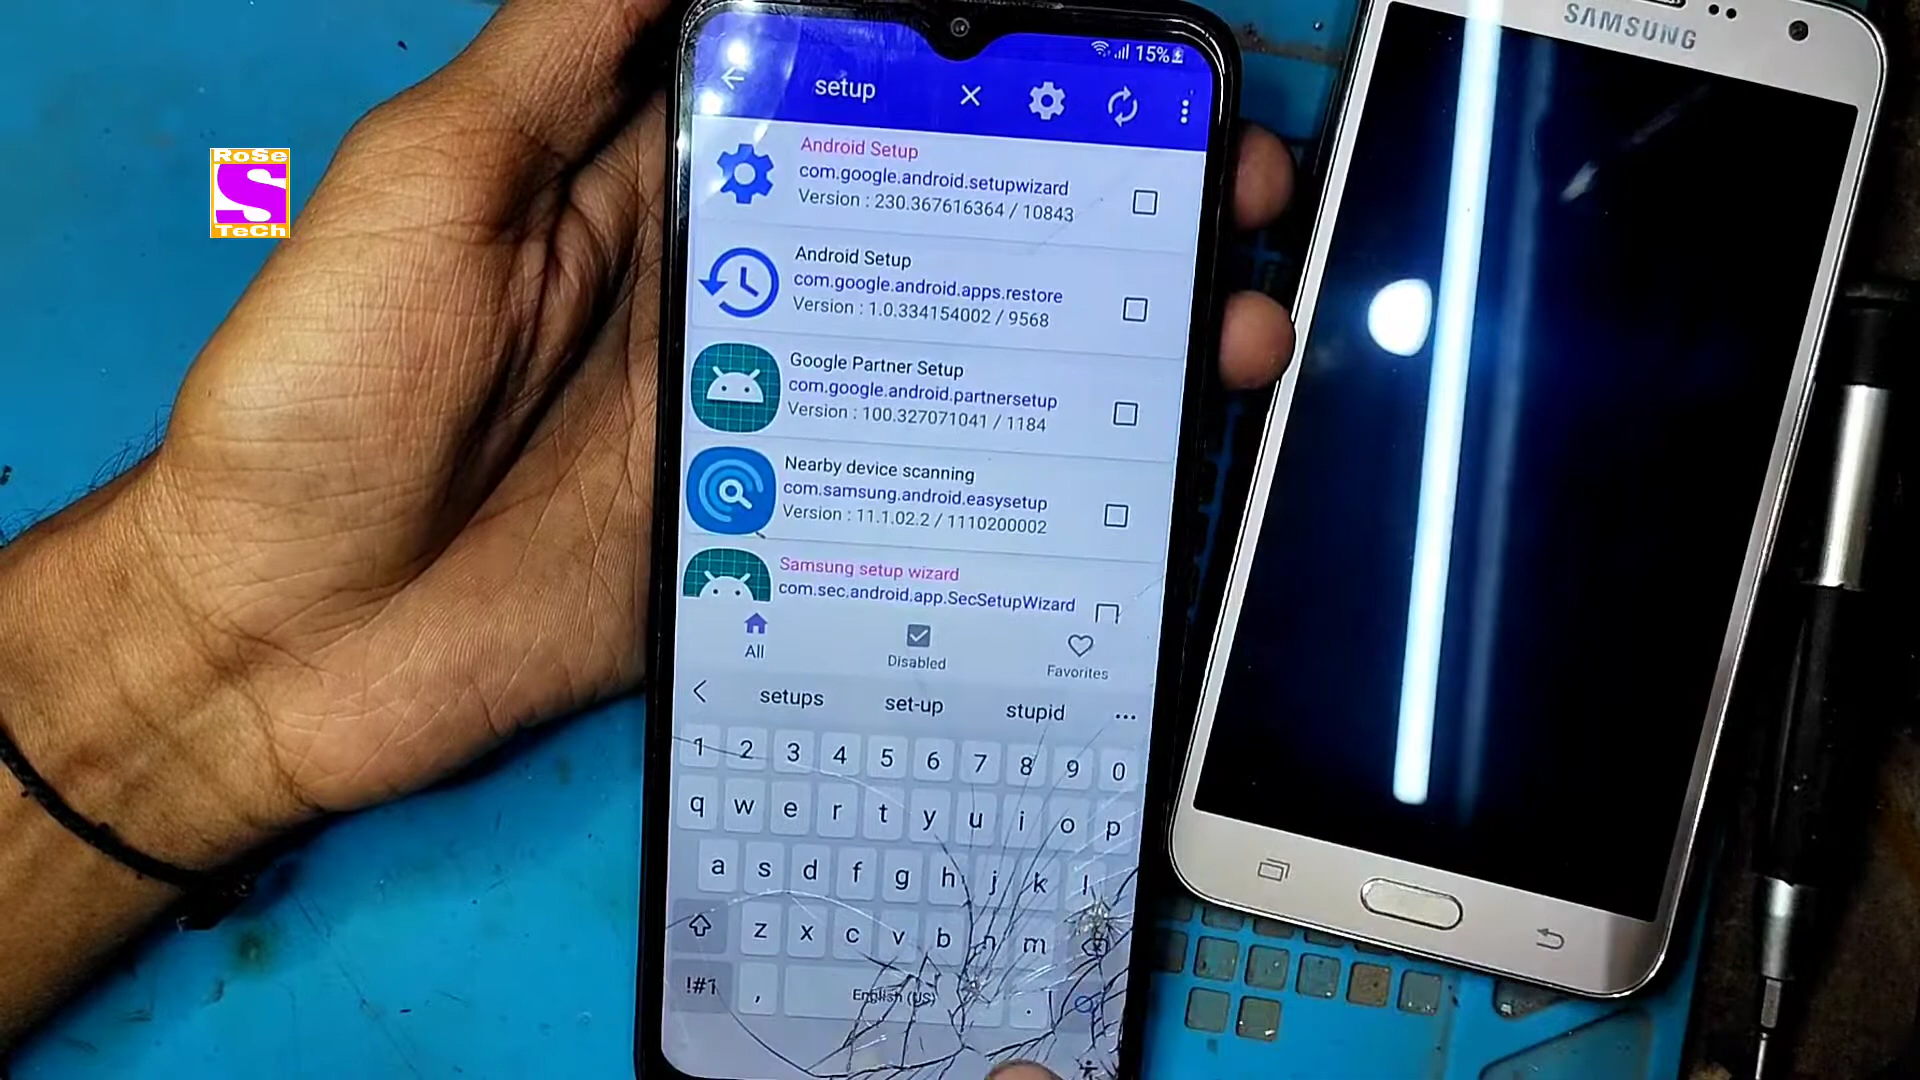 RoSe
S
TeCh
15%
setup
Android Setup
com.google.android.setupwizard
Version : 230.367616364 / 10843
Android Setup
com.google.android.apps.restore
Version : 1.0.334154002 / 9568
Google Partner Setup
com.google.android.partnersetup
Version : 100.327071041 / 1184
Nearby device scanning
com.samsung.android.easysetup
Version : 11.1.02.2 / 1110200002
Samsung setup wizard
com.sec.android.app.SecSetupWizard
All
Disabled
Favorites
setups set-up stupid ...
1 2 3 4 5 6 7 8 9 0
q w e r t y u i o p
a s d f g h j k l
z x c v b n m
!#1 , English (US) .
SAMSUNG